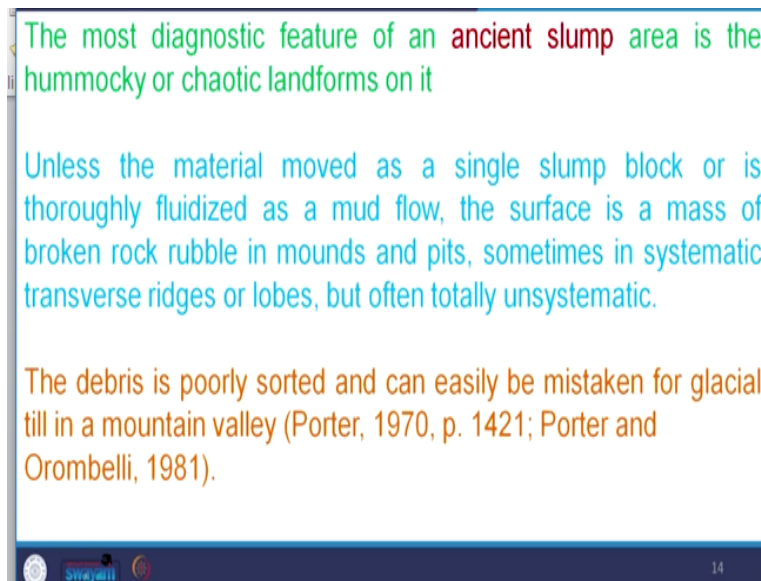 The most diagnostic feature of an ancient slump area is the
hummocky or chaotic landforms on it
Unless the material moved as a single slump block or is
thoroughly fluidized as a mud flow, the surface is a mass of
broken rock rubble in mounds and pits, sometimes in systematic
transverse ridges or lobes, but often totally unsystematic.
The debris is poorly sorted and can easily be mistaken for glacial
till in a mountain valley (Porter, 1970, p. 1421; Porter and
Orombelli, 1981).
swayam
14